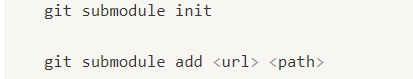 git submodule init
git submodule add <url> <path>